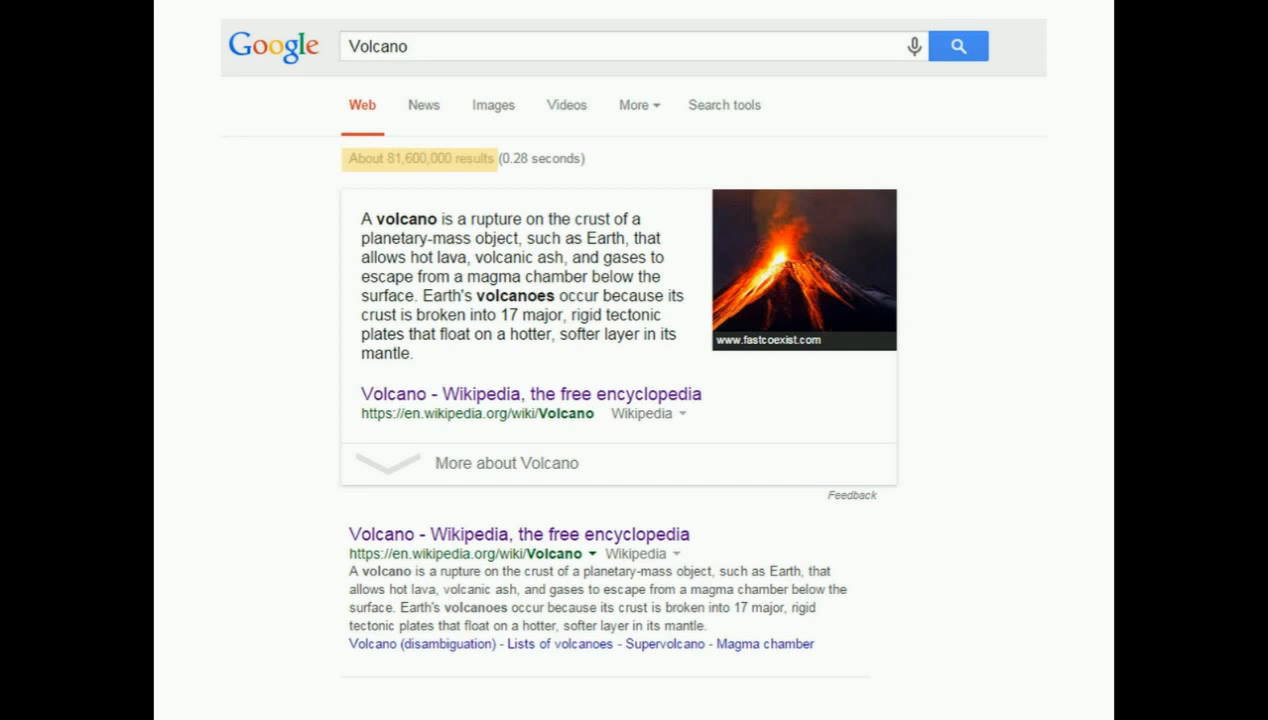 Google
Volcano
Web News Images Videos More Search tools
About 81,600,000 results (0.28 seconds)
A volcano is a rupture on the crust of a
planetary-mass object, such as Earth, that
allows hot lava, volcanic ash, and gases to
escape from a magma chamber below the
surface. Earth's volcanoes occur because its
crust is broken into 17 major, rigid tectonic
plates that float on a hotter, softer layer in its
mantle.
www.fastcoexist.com
Volcano - Wikipedia, the free encyclopedia
https://en.wikipedia.org/wiki/Volcano Wikipedia
More about Volcano
Feedback
Volcano - Wikipedia, the free encyclopedia
https://en.wikipedia.org/wiki/Volcano Wikipedia
A volcano is a rupture on the crust of a planetary-mass object, such as Earth, that
allows hot lava, volcanic ash, and gases to escape from a magma chamber below the
surface. Earth's volcanoes occur because its crust is broken into 17 major, rigid
tectonic plates that float on a hotter, softer layer in its mantle.
Volcano (disambiguation) - Lists of volcanoes - Supervolcano - Magma chamber